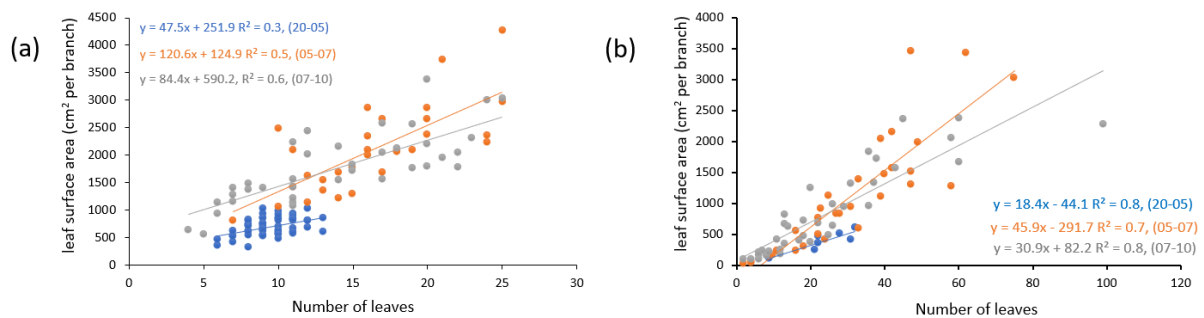 (a)
leaf surface area (cm² per branch)
4500
4000
3500
3000
2500
2000
1500
1000
500
0
y = 47.5x + 251.9 R² = 0.3, (20-05)
y = 120.6x + 124.9 R² = 0.5, (05-07)
y = 84.4x + 590.2, R² = 0.6, (07-10)
0 5 10 15 20 25 30
Number of leaves
(b)
leaf surface area (cm² per branch)
4000
3500
3000
2500
2000
1500
1000
500
0
y = 18.4x - 44.1 R² = 0.8, (20-05)
y = 45.9x - 291.7 R² = 0.7, (05-07)
y = 30.9x + 82.2 R² = 0.8, (07-10)
0 20 40 60 80 100 120
Number of leaves